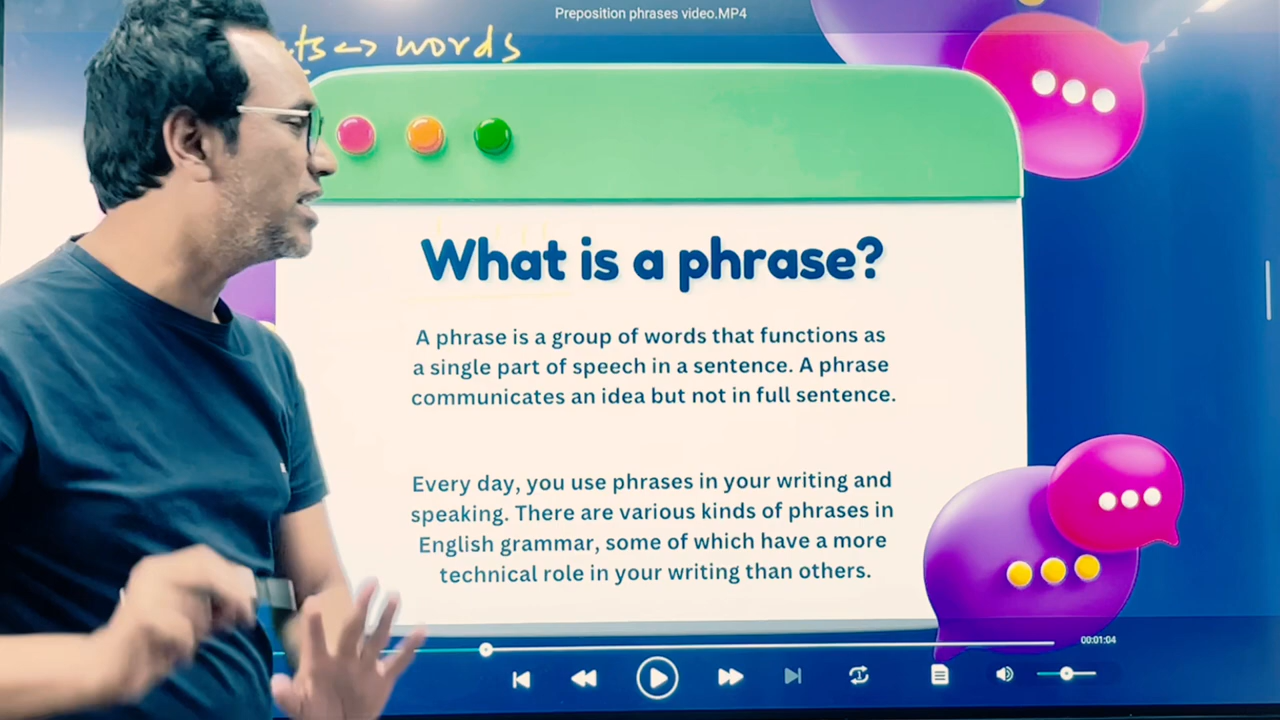 Preposition phrases video.MP4
ts <-> words
What is a phrase?
A phrase is a group of words that functions as
a single part of speech in a sentence. A phrase
communicates an idea but not in full sentence.
Every day, you use phrases in your writing and
speaking. There are various kinds of phrases in
English grammar, some of which have a more
technical role in your writing than others.
00:01:04